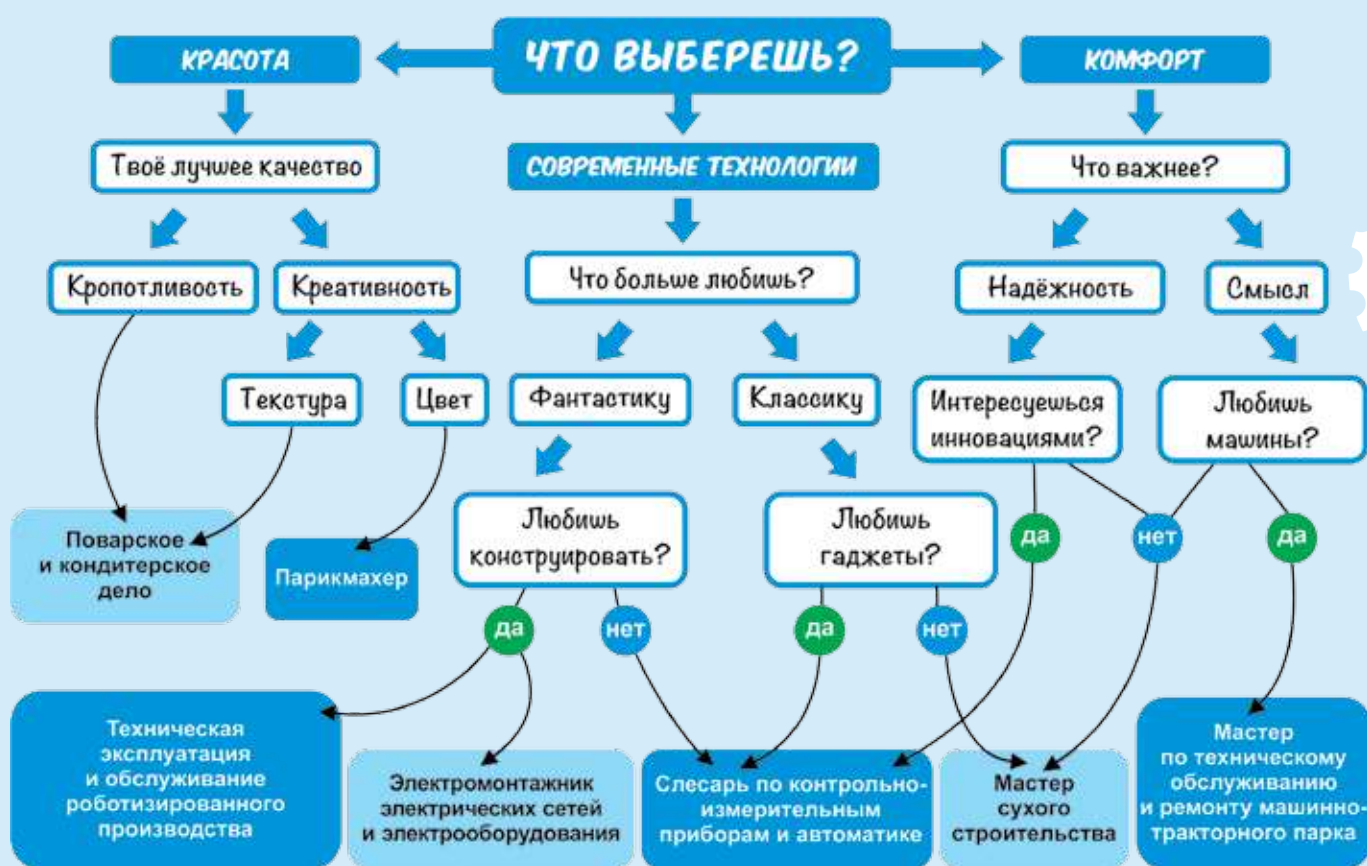 ЧТО ВЫБЕРЕШЬ?
КРАСОТА
КОМФОРТ
СОВРЕМЕННЫЕ ТЕХНОЛОГИИ
Твоё лучшее качество
Что важнее?
Кропотливость
Креативность
Что больше любишь?
Надёжность
Смысл
Текстура
Цвет
Фантастику
Классику
Интересуешься
инновациями?
Любишь
машины?
Любишь
конструировать?
Любишь
гаджеты?
да
нет
да
Поварское
и кондитерское
дело
Парикмахер
да
нет
да
нет
Техническая
эксплуатация
и обслуживание
роботизированного
производства
Электромонтажник
электрических сетей
и электрооборудования
Слесарь по контрольно-
измерительным
приборам и автоматике
Мастер
сухого
строительства
Мастер
по техническому
обслуживанию
и ремонту машинно-
тракторного парка